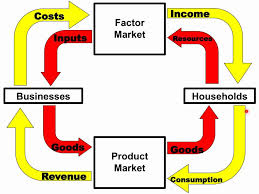 Costs
Factor
Market
Income
Inputs
Resources
Businesses
Households
Goods
Product
Market
Goods
Revenue
Consumption